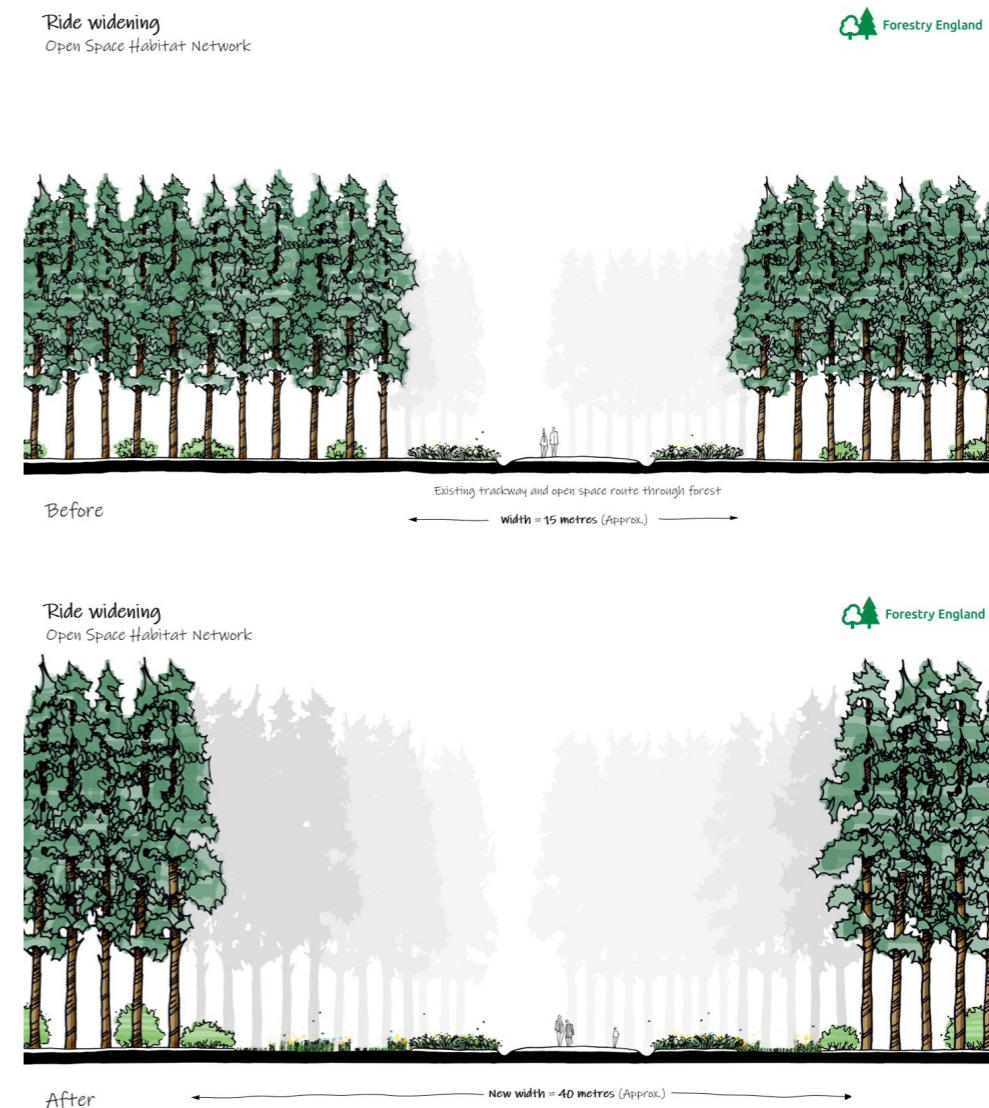 Ride widening
Open Space Habitat Network
Forestry England
Existing trackway and open space route through forest
Before
Width = 15 metres (Approx.)
Ride widening
Open Space Habitat Network
Forestry England
After
New width = 40 metres (Approx.)